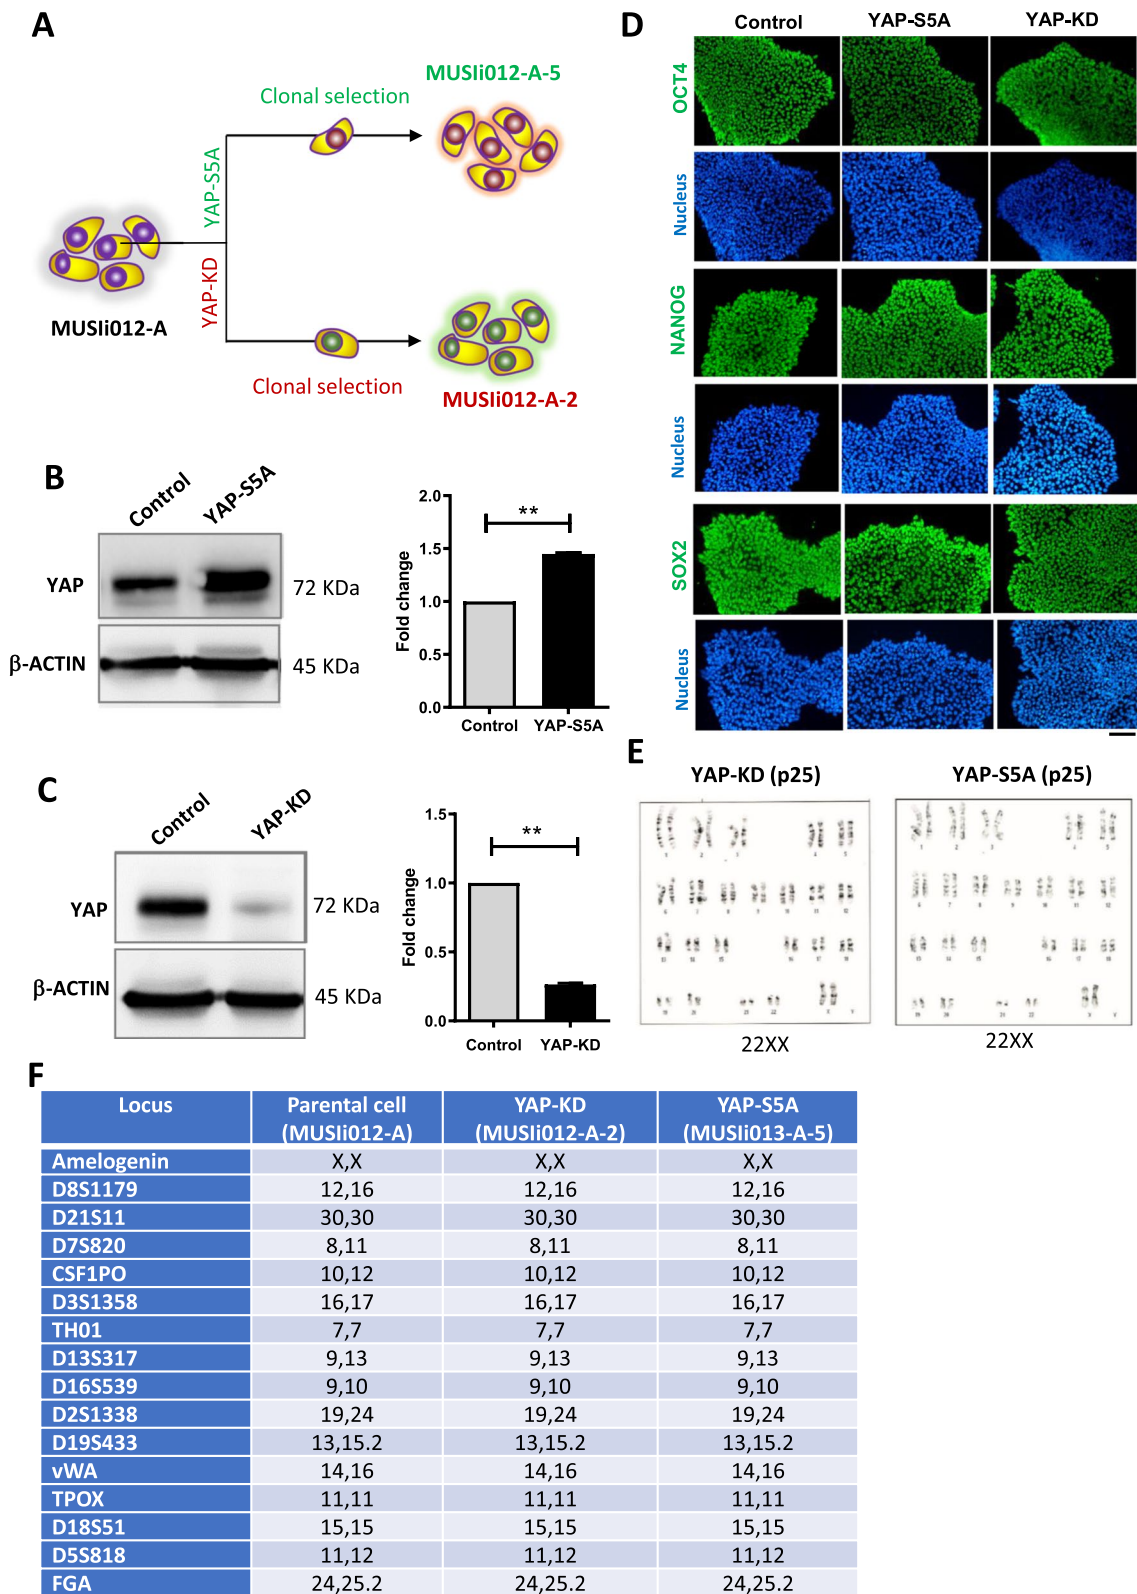 A
MUSIi012-A-5
Clonal selection
YAP-S5A
YAP-KD
MUSIi012-A
Clonal selection
MUSIi012-A-2
B
Control
YAP-S5A
YAP
72 KDa
β-ACTIN
45 KDa
Fold change
2.0
1.5
1.0
0.5
0.0
**
Control
YAP-S5A
C
Control
YAP-KD
YAP
72 KDa
β-ACTIN
45 KDa
Fold change
1.5
1.0
0.5
0.0
**
Control
YAP-KD
D
Control YAP-S5A YAP-KD
OCT4
Nucleus
NANOG
Nucleus
SOX2
Nucleus
E
YAP-KD (p25)
22XX
YAP-S5A (p25)
22XX
F
Locus Parental cell (MUSIi012-A) YAP-KD (MUSIi012-A-2) YAP-S5A (MUSIi013-A-5)
Amelogenin X,X X,X X,X
D8S1179 12,16 12,16 12,16
D21S11 30,30 30,30 30,30
D7S820 8,11 8,11 8,11
CSF1PO 10,12 10,12 10,12
D3S1358 16,17 16,17 16,17
TH01 7,7 7,7 7,7
D13S317 9,13 9,13 9,13
D16S539 9,10 9,10 9,10
D2S1338 19,24 19,24 19,24
D19S433 13,15.2 13,15.2 13,15.2
vWA 14,16 14,16 14,16
TPOX 11,11 11,11 11,11
D18S51 15,15 15,15 15,15
D5S818 11,12 11,12 11,12
FGA 24,25.2 24,25.2 24,25.2